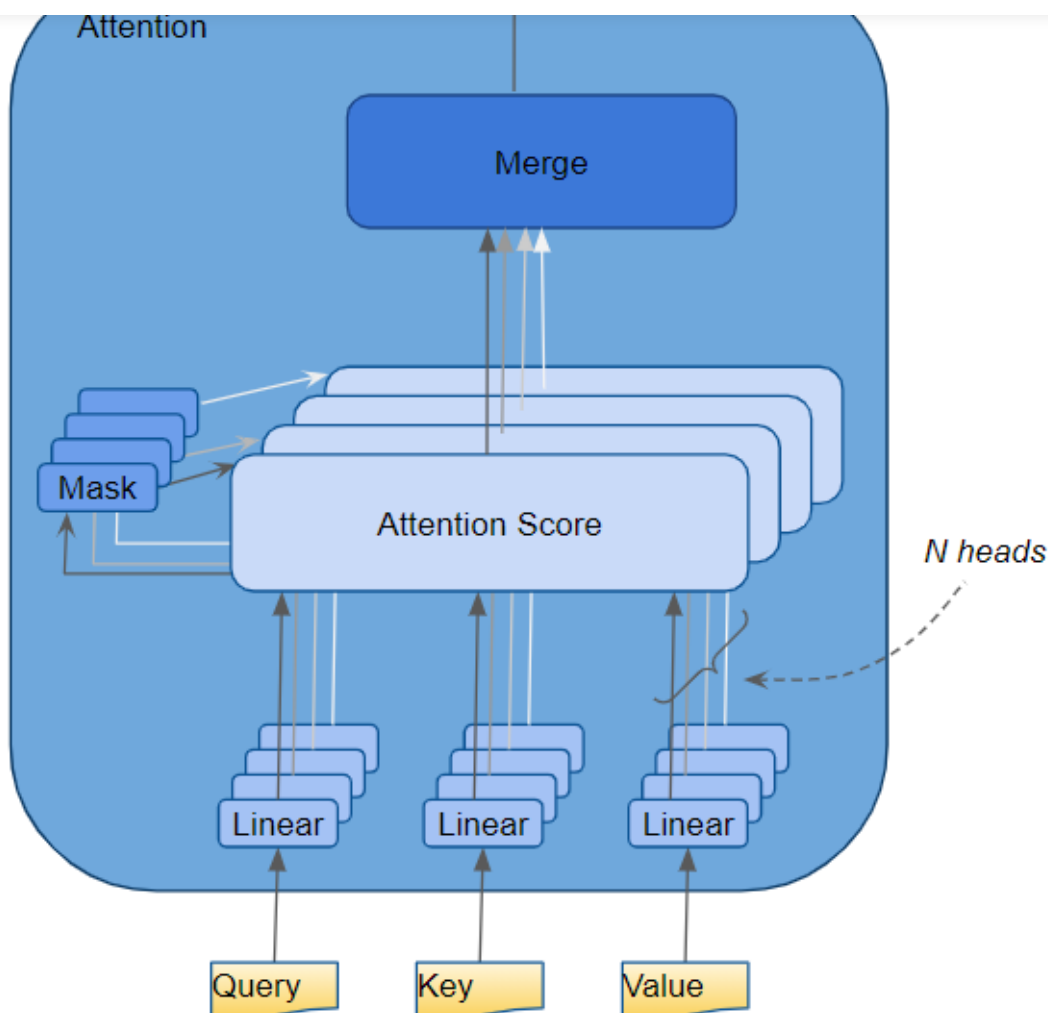 Attention
Merge
Mask
Attention Score
N heads
Linear
Linear
Linear
Query
Key
Value